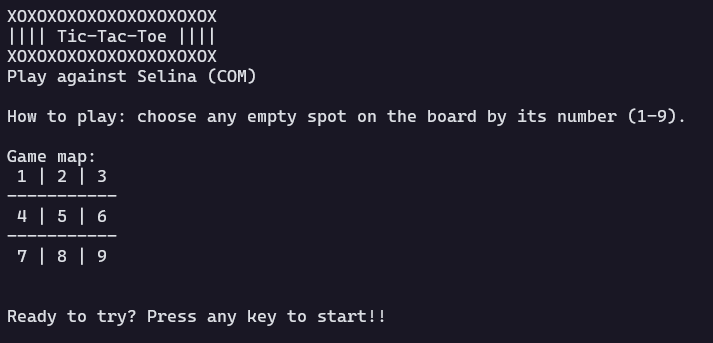 XOXOXOXOXOXOXOXOXOXOX
|||| Tic-Tac-Toe ||||
XOXOXOXOXOXOXOXOXOXOX
Play against Selina (COM)
How to play: choose any empty spot on the board by its number (1-9).
Game map:
1 | 2 | 3
-----------
4 | 5 | 6
-----------
7 | 8 | 9
Ready to try? Press any key to start!!